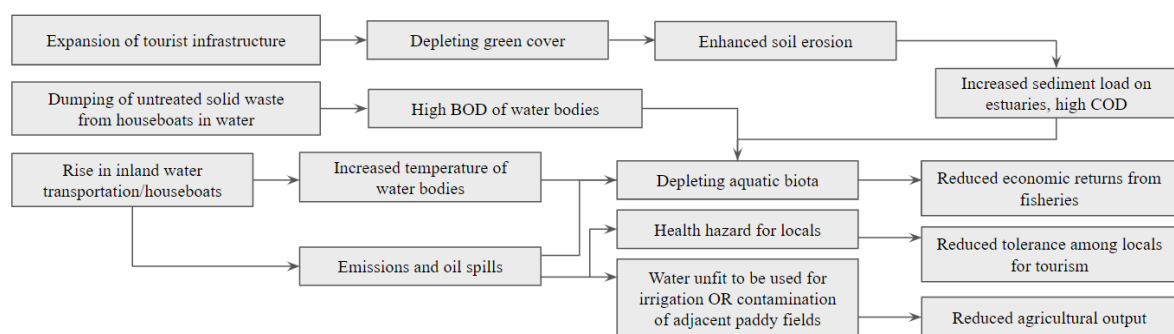 Expansion of tourist infrastructure
Depleting green cover
Enhanced soil erosion
Increased sediment load on
estuaries, high COD
Dumping of untreated solid waste
from houseboats in water
High BOD of water bodies
Rise in inland water
transportation/houseboats
Increased temperature of
water bodies
Depleting aquatic biota
Reduced economic returns from
fisheries
Health hazard for locals
Reduced tolerance among locals
for tourism
Emissions and oil spills
Water unfit to be used for
irrigation OR contamination
of adjacent paddy fields
Reduced agricultural output